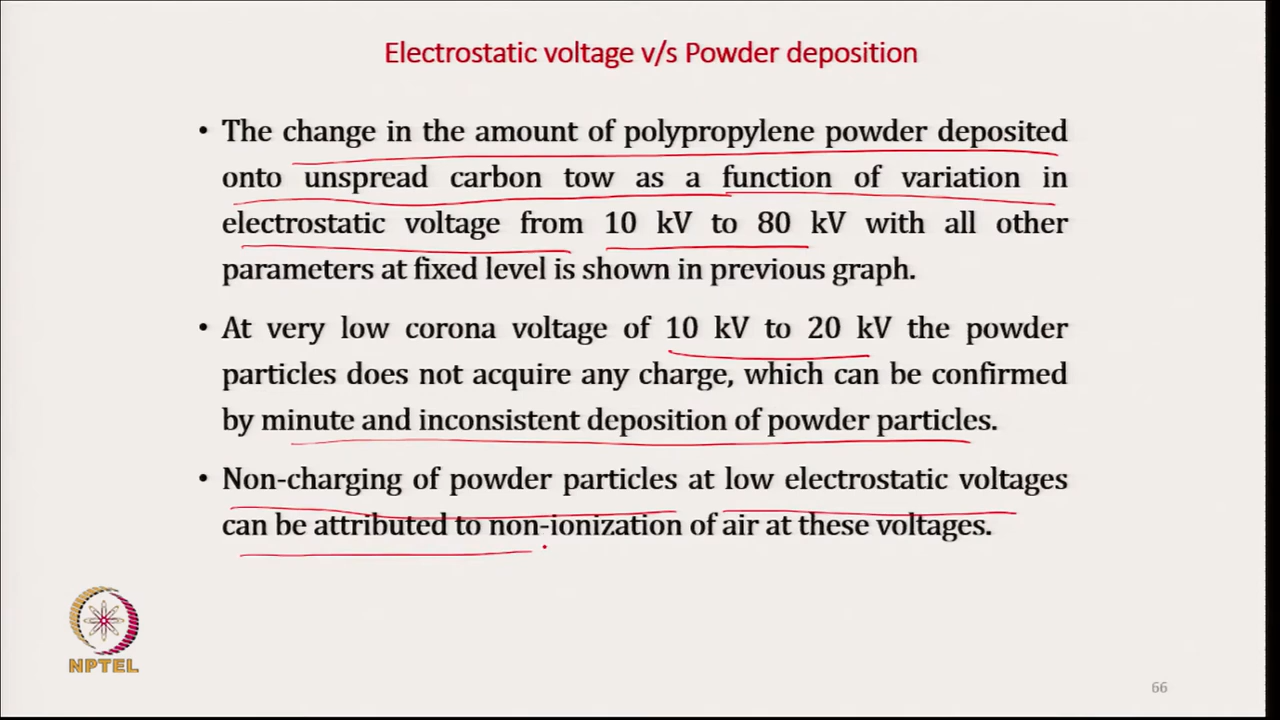 Electrostatic voltage v/s Powder deposition
• The change in the amount of polypropylene powder deposited
onto unspread carbon tow as a function of variation in
electrostatic voltage from 10 kV to 80 kV with all other
parameters at fixed level is shown in previous graph.
• At very low corona voltage of 10 kV to 20 kV the powder
particles does not acquire any charge, which can be confirmed
by minute and inconsistent deposition of powder particles.
• Non-charging of powder particles at low electrostatic voltages
can be attributed to non-ionization of air at these voltages.
NPTEL
66